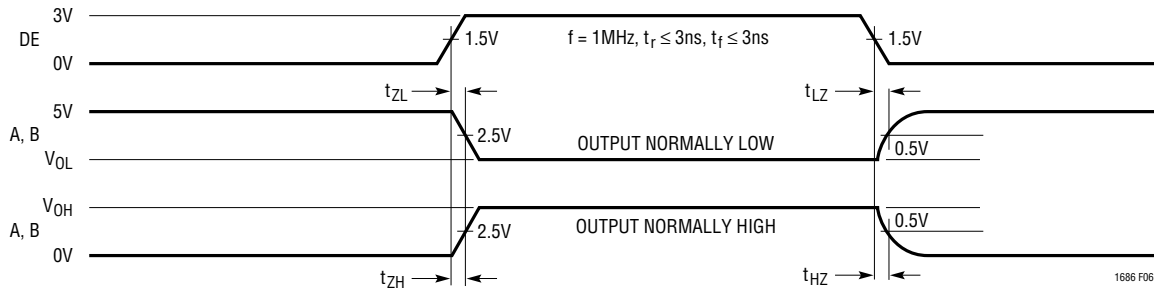 3V
DE
0V
1.5V
f = 1MHz, tr ≤ 3ns, tf ≤ 3ns
1.5V
tZL
tLZ
5V
A, B
VOL
2.5V
OUTPUT NORMALLY LOW
0.5V
VOH
A, B
0V
2.5V
OUTPUT NORMALLY HIGH
0.5V
tZH
tHZ
1686 F06